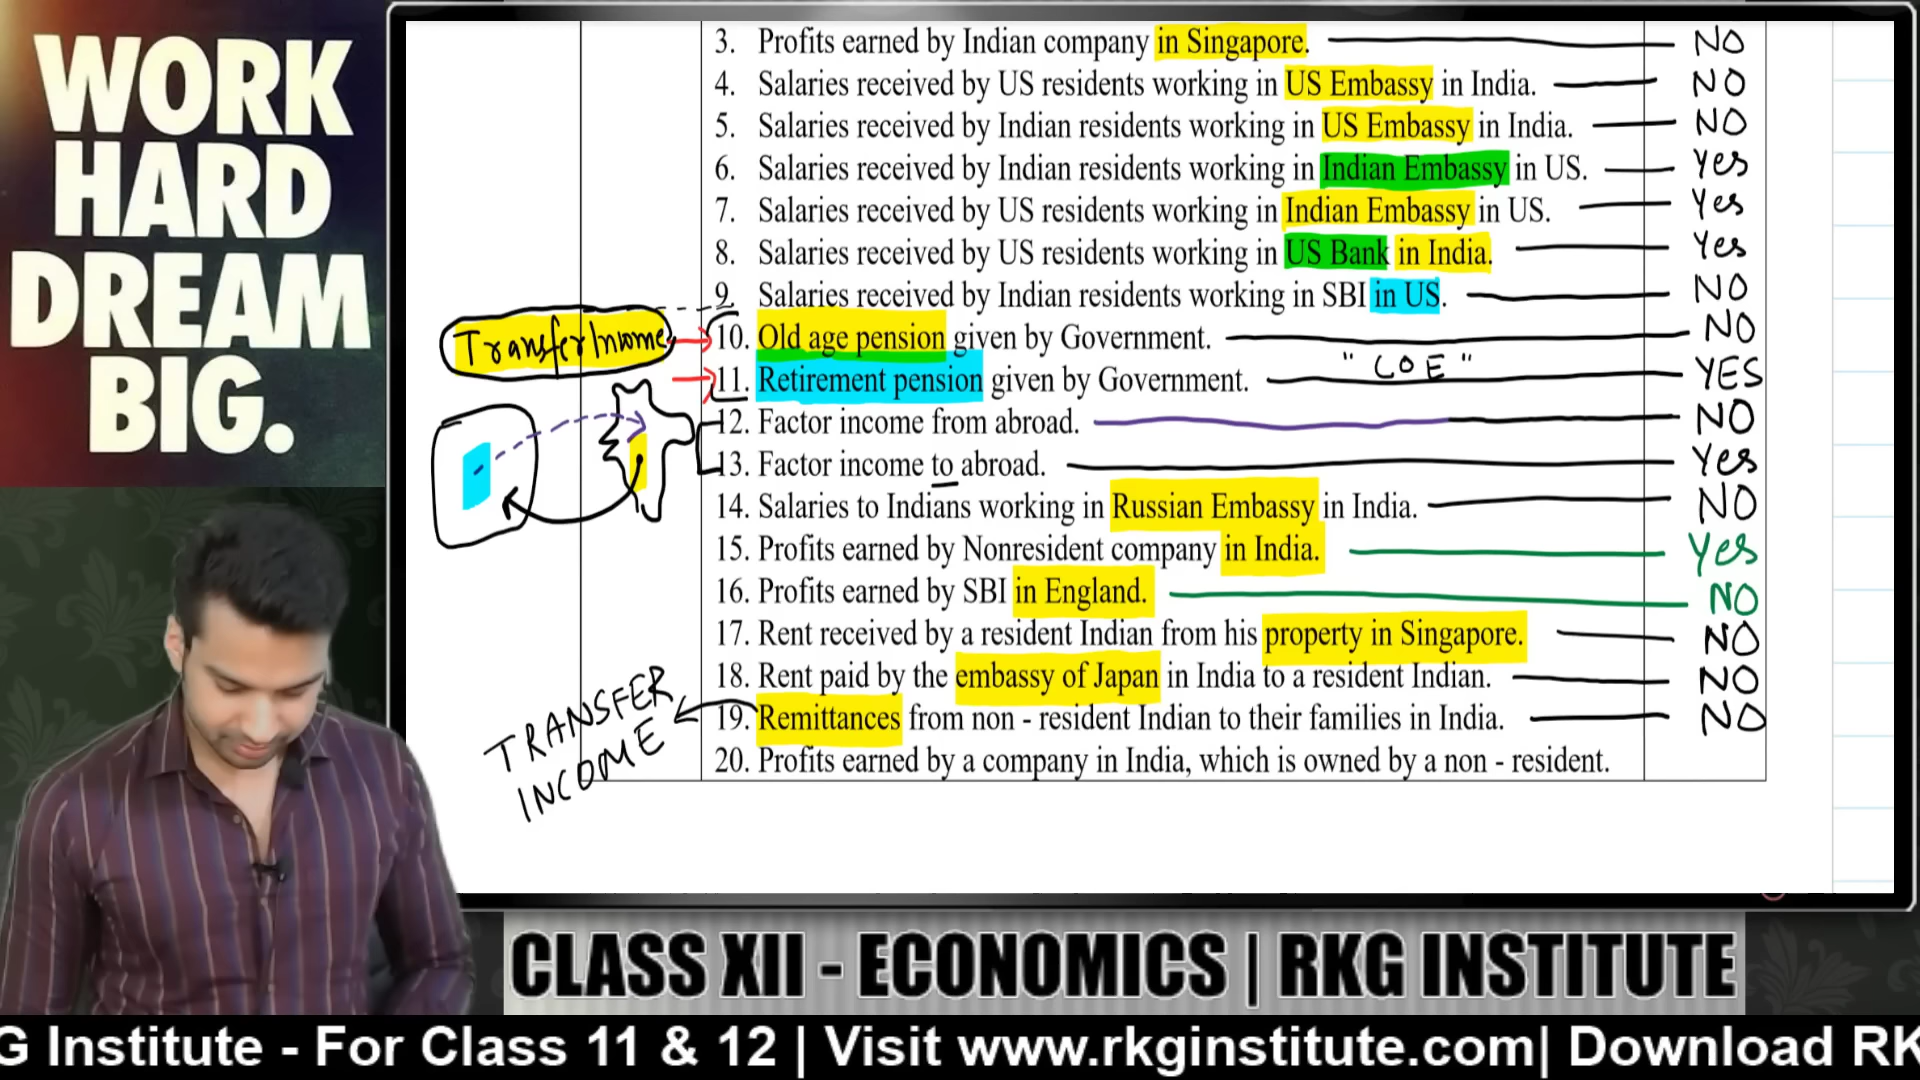 WORK
HARD
DREAM
BIG.
3. Profits earned by Indian company in Singapore. NO
4. Salaries received by US residents working in US Embassy in India. NO
5. Salaries received by Indian residents working in US Embassy in India. NO
6. Salaries received by Indian residents working in Indian Embassy in US. Yes
7. Salaries received by US residents working in Indian Embassy in US. Yes
8. Salaries received by US residents working in US Bank in India. Yes
9. Salaries received by Indian residents working in SBI in US. NO
Transfer Income
10. Old age pension given by Government. NO
11. Retirement pension given by Government. "COE" YES
12. Factor income from abroad. NO
13. Factor income to abroad. Yes
14. Salaries to Indians working in Russian Embassy in India. NO
15. Profits earned by Nonresident company in India. Yes
16. Profits earned by SBI in England. NO
17. Rent received by a resident Indian from his property in Singapore. NO
18. Rent paid by the embassy of Japan in India to a resident Indian. NO
19. Remittances from non - resident Indian to their families in India. NO
TRANSFER
INCOME
20. Profits earned by a company in India, which is owned by a non - resident.
CLASS XII - ECONOMICS | RKG INSTITUTE
G Institute - For Class 11 & 12 | Visit www.rkginstitute.com| Download RK